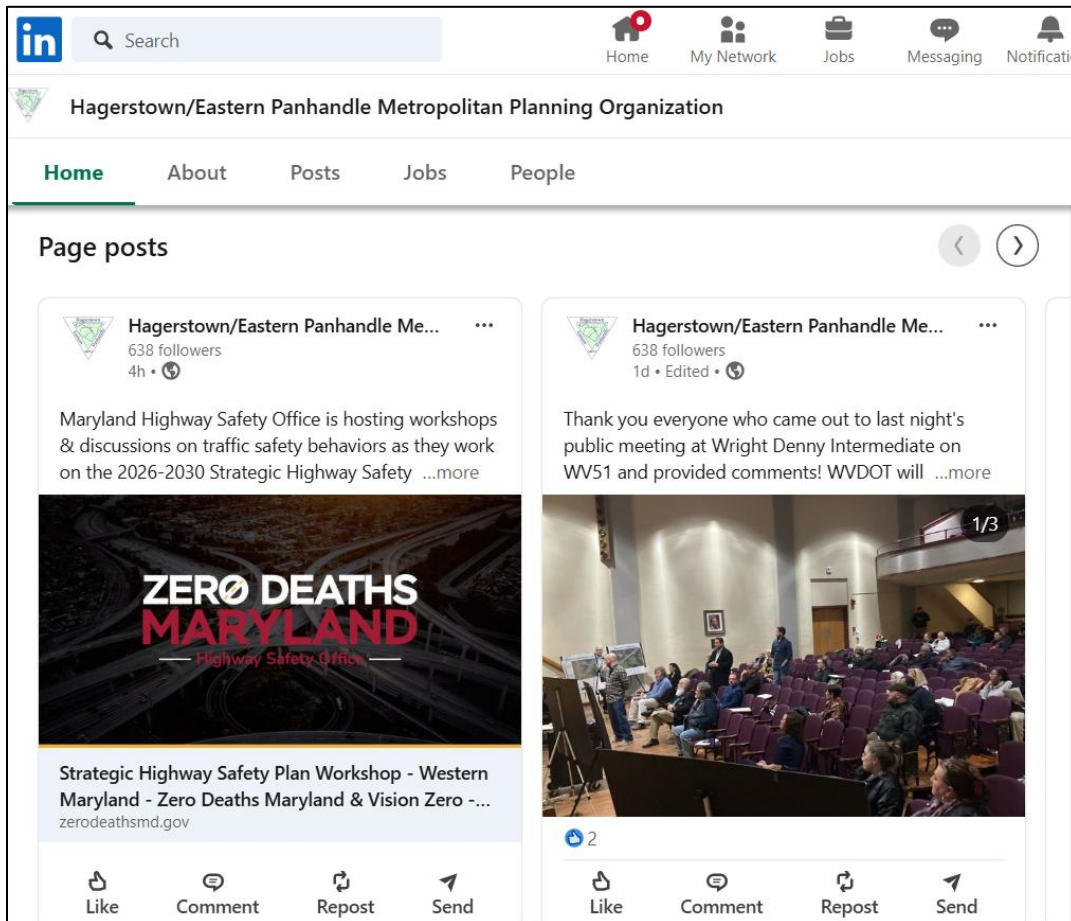 in
Search
Home
My Network
Jobs
Messaging
Notificati
Hagerstown/Eastern Panhandle Metropolitan Planning Organization
Home
About
Posts
Jobs
People
Page posts
Hagerstown/Eastern Panhandle Me... ...
638 followers
4h •
Maryland Highway Safety Office is hosting workshops
& discussions on traffic safety behaviors as they work
on the 2026-2030 Strategic Highway Safety ...more
ZERO DEATHS
MARYLAND
Highway Safety Office
Strategic Highway Safety Plan Workshop - Western
Maryland - Zero Deaths Maryland & Vision Zero -...
zerodeathsmd.gov
Like
Comment
Repost
Send
Hagerstown/Eastern Panhandle Me... ...
638 followers
1d • Edited •
Thank you everyone who came out to last night's
public meeting at Wright Denny Intermediate on
WV51 and provided comments! WVDOT will ...more
1/3
2
Like
Comment
Repost
Send